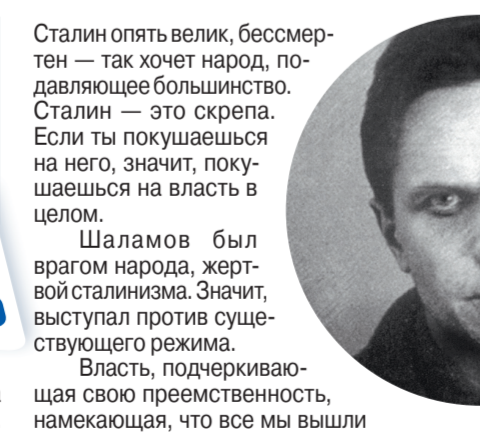 Сталин опять велик, бессмер-
тен — так хочет народ, по-
давляющее большинство.
Сталин — это скрепа.
Если ты покушаешься
на него, значит, поку-
шаешься на власть в
целом.
Шаламов был
врагом народа, жерт-
вой сталинизма. Значит,
выступал против суще-
ствующего режима.
Власть, подчеркиваю-
щая свою преемственность,
намекающая, что все мы вышли